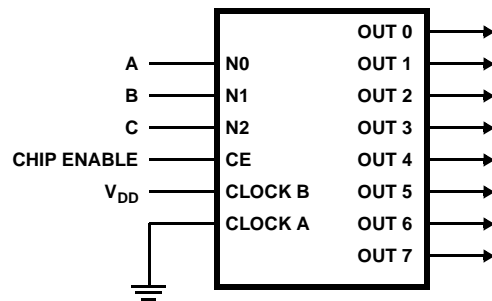 OUT 0
A N0 OUT 1
B N1 OUT 2
C N2 OUT 3
CHIP ENABLE CE OUT 4
VDD CLOCK B OUT 5
CLOCK A OUT 6
OUT 7